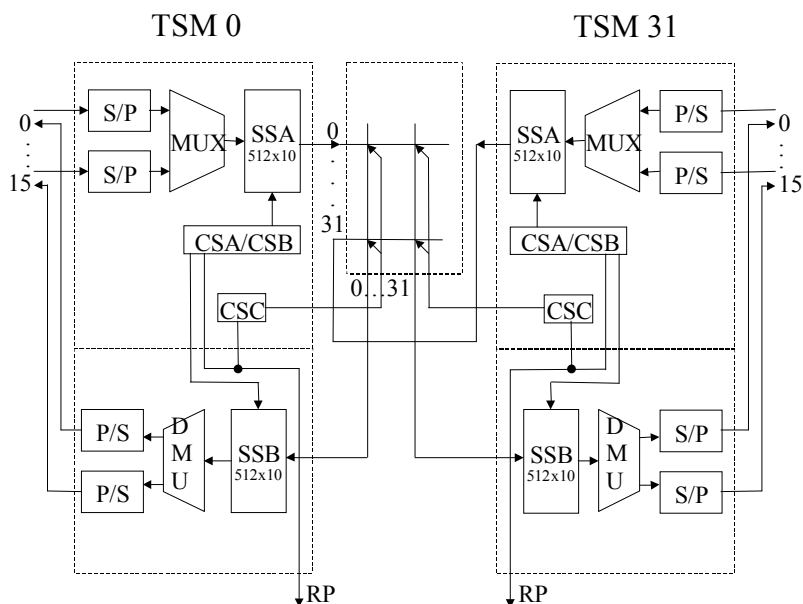 TSM 0
TSM 31
S/P
S/P
MUX
SSA
512x10
0
.
.
.
.
31
0
.
.
.
15
CSA/CSB
CSC
0...31
SSA
512x10
MUX
P/S
P/S
0
.
.
.
15
CSA/CSB
CSC
P/S
P/S
D
M
U
SSB
512x10
SSB
512x10
D
M
U
S/P
S/P
RP
RP